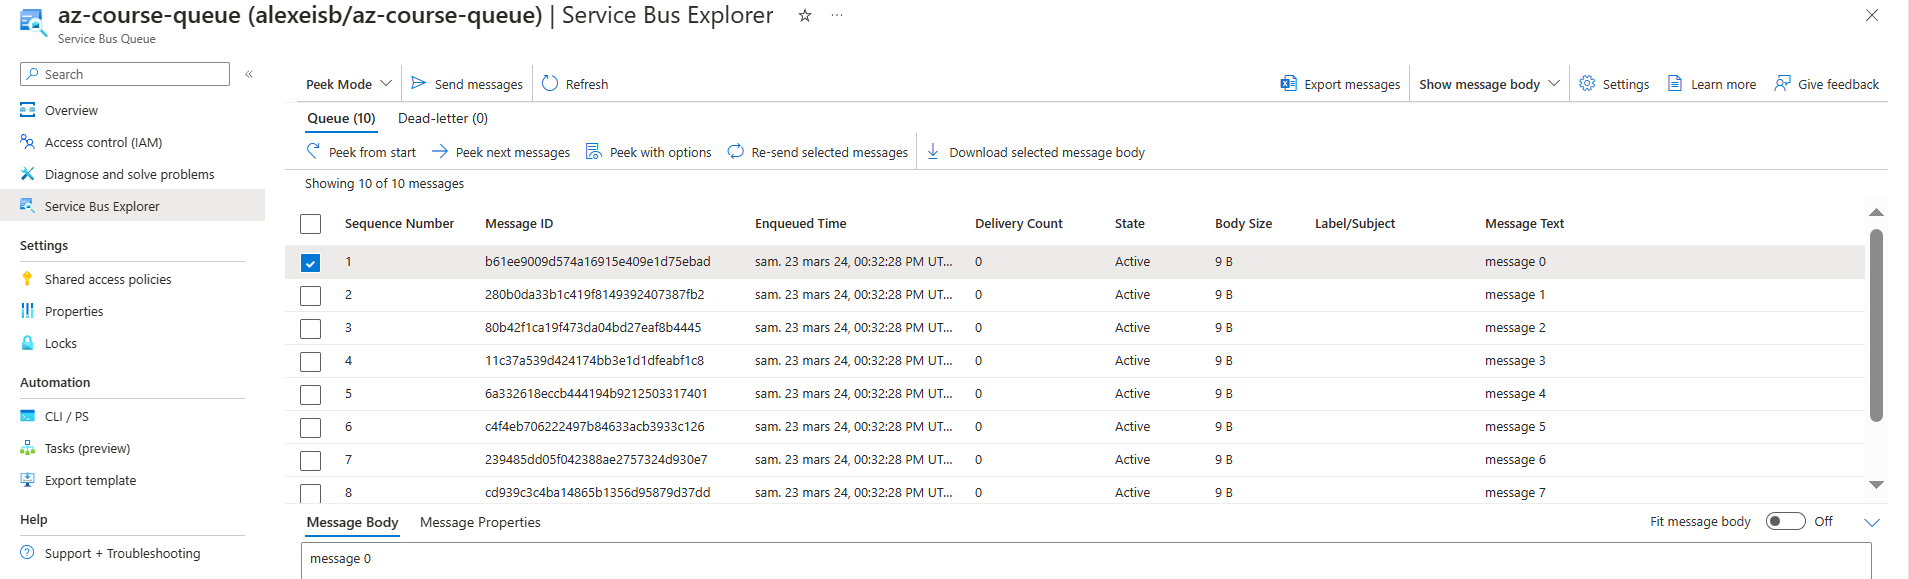 az-course-queue (alexeisb/az-course-queue) | Service Bus Explorer
Service Bus Queue
Search
Overview
Access control (IAM)
Diagnose and solve problems
Service Bus Explorer
Settings
Shared access policies
Properties
Locks
Automation
CLI / PS
Tasks (preview)
Export template
Help
Support + Troubleshooting
Peek Mode Send messages Refresh Export messages Show message body Settings Learn more Give feedback
Queue (10) Dead-letter (0)
Peek from start Peek next messages Peek with options Re-send selected messages Download selected message body
Showing 10 of 10 messages
Sequence Number Message ID Enqueued Time Delivery Count State Body Size Label/Subject Message Text
1 b61ee9009d574a16915e409e1d75ebad sam. 23 mars 24, 00:32:28 PM UT... 0 Active 9 B message 0
2 280b0da33b1c419f8149392407387fb2 sam. 23 mars 24, 00:32:28 PM UT... 0 Active 9 B message 1
3 80b42f1ca19f473da04bd27eaf8b4445 sam. 23 mars 24, 00:32:28 PM UT... 0 Active 9 B message 2
4 11c37a539d424174bb3e1d1dfeabf1c8 sam. 23 mars 24, 00:32:28 PM UT... 0 Active 9 B message 3
5 6a332618eccb444194b9212503317401 sam. 23 mars 24, 00:32:28 PM UT... 0 Active 9 B message 4
6 c4f4eb706222497b84633acb3933c126 sam. 23 mars 24, 00:32:28 PM UT... 0 Active 9 B message 5
7 239485dd05f042388ae2757324d930e7 sam. 23 mars 24, 00:32:28 PM UT... 0 Active 9 B message 6
8 cd939c3c4ba14865b1356d95879d37dd sam. 23 mars 24, 00:32:28 PM UT... 0 Active 9 B message 7
Message Body Message Properties Fit message body Off
message 0